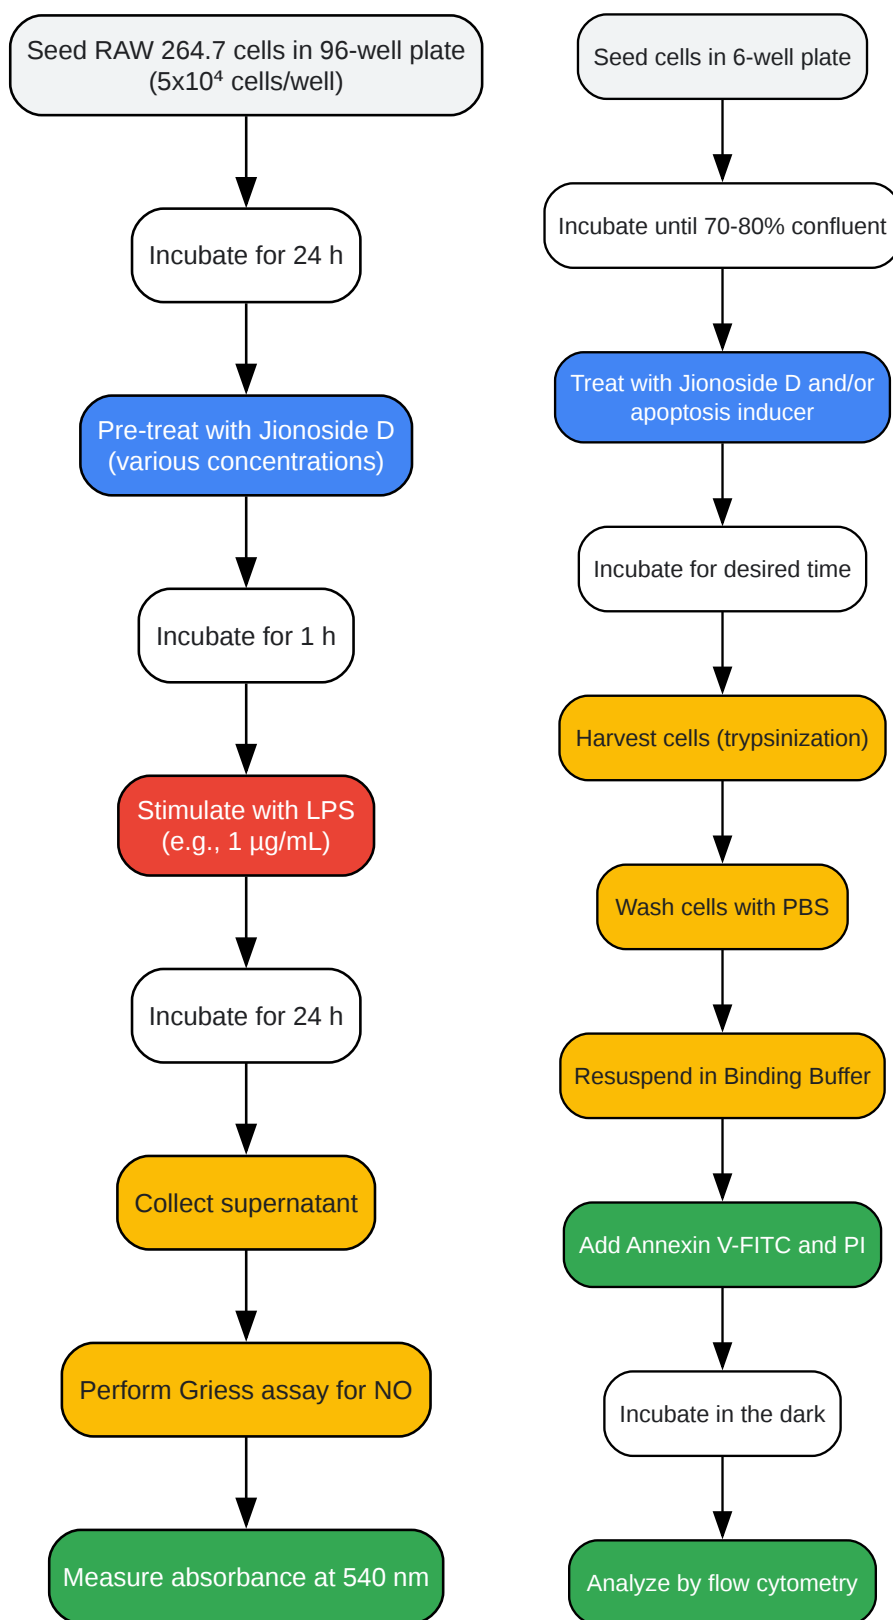 Seed RAW 264.7 cells in 96-well plate
(5x10⁴ cells/well)
Incubate for 24 h
Pre-treat with Jionoside D
(various concentrations)
Incubate for 1 h
Stimulate with LPS
(e.g., 1 µg/mL)
Incubate for 24 h
Collect supernatant
Perform Griess assay for NO
Measure absorbance at 540 nm
Seed cells in 6-well plate
Incubate until 70-80% confluent
Treat with Jionoside D and/or
apoptosis inducer
Incubate for desired time
Harvest cells (trypsinization)
Wash cells with PBS
Resuspend in Binding Buffer
Add Annexin V-FITC and PI
Incubate in the dark
Analyze by flow cytometry